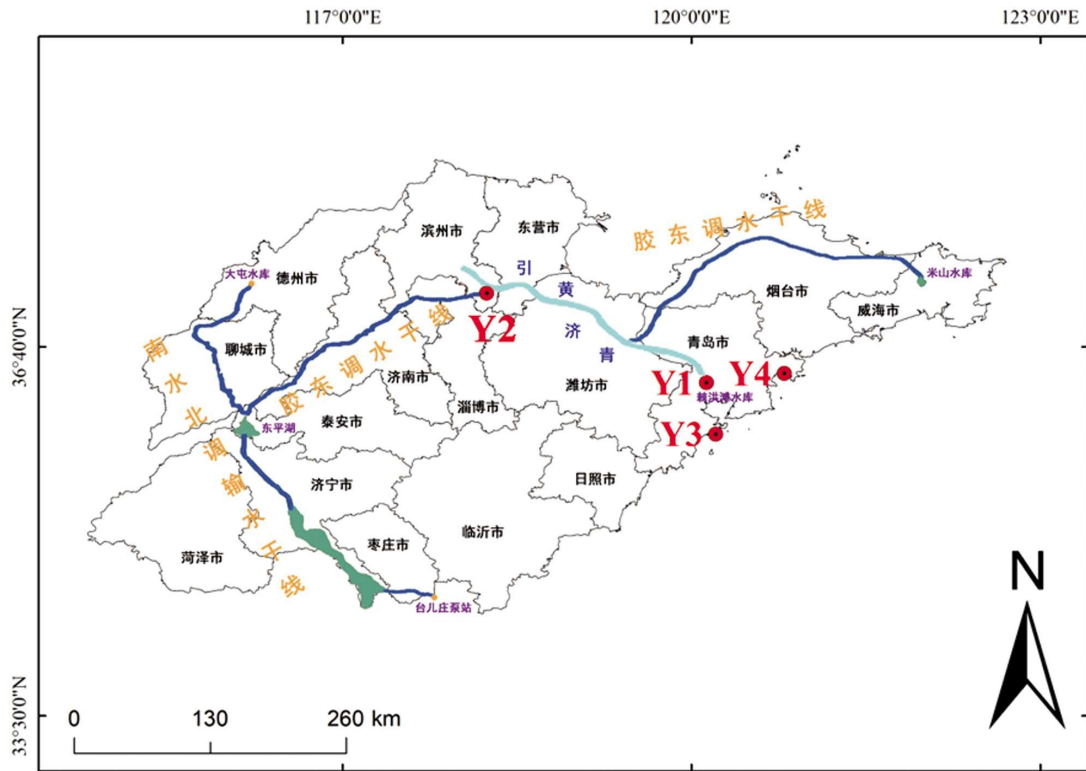 117°0'0"E
120°0'0"E
123°0'0"E
36°40'0"N
33°30'0"N
滨州市
东营市
胶东调水干线
大屯水库
德州市
引黄济青
烟台市
米山水库
威海市
Y2
聊城市
青岛市
南水北调输水干线
胶东调水干线
济南市
潍坊市
Y1
Y4
棘洪滩水库
淄博市
泰安市
东平湖
Y3
济宁市
日照市
临沂市
枣庄市
菏泽市
台儿庄泵站
N
0
130
260 km